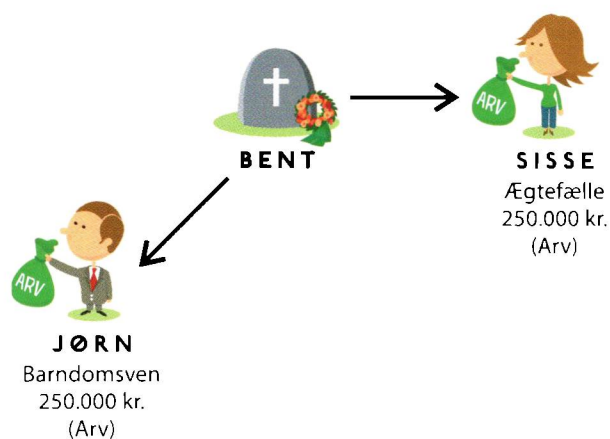 BENT
ARV
SISSE
Ægtefælle
250.000 kr.
(Arv)
ARV
JØRN
Barndomsven
250.000 kr.
(Arv)